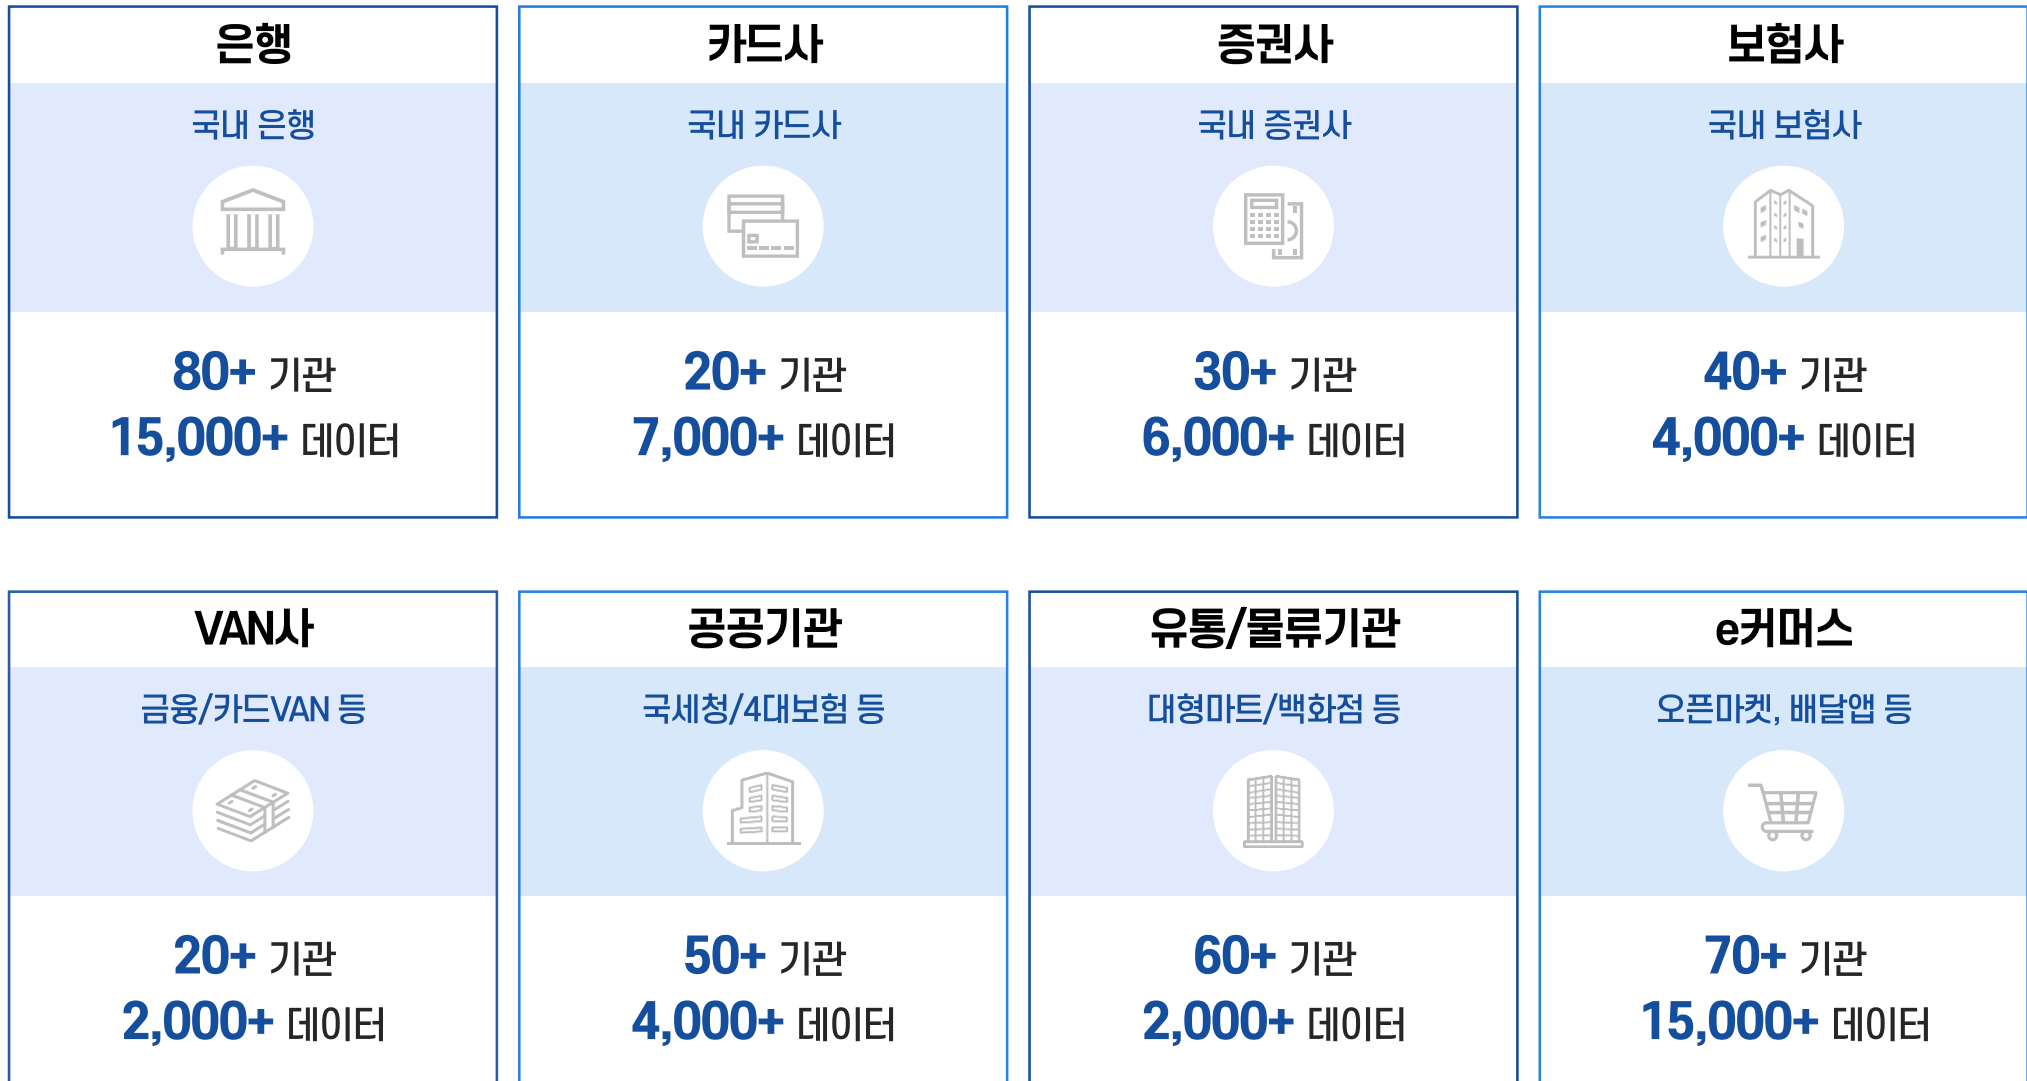 은행
국내 은행
80+ 기관
15,000+ 데이터
카드사
국내 카드사
20+ 기관
7,000+ 데이터
증권사
국내 증권사
30+ 기관
6,000+ 데이터
보험사
국내 보험사
40+ 기관
4,000+ 데이터
VAN사
금융/카드VAN 등
20+ 기관
2,000+ 데이터
공공기관
국세청/4대보험 등
50+ 기관
4,000+ 데이터
유통/물류기관
대형마트/백화점 등
60+ 기관
2,000+ 데이터
e커머스
오픈마켓, 배달앱 등
70+ 기관
15,000+ 데이터